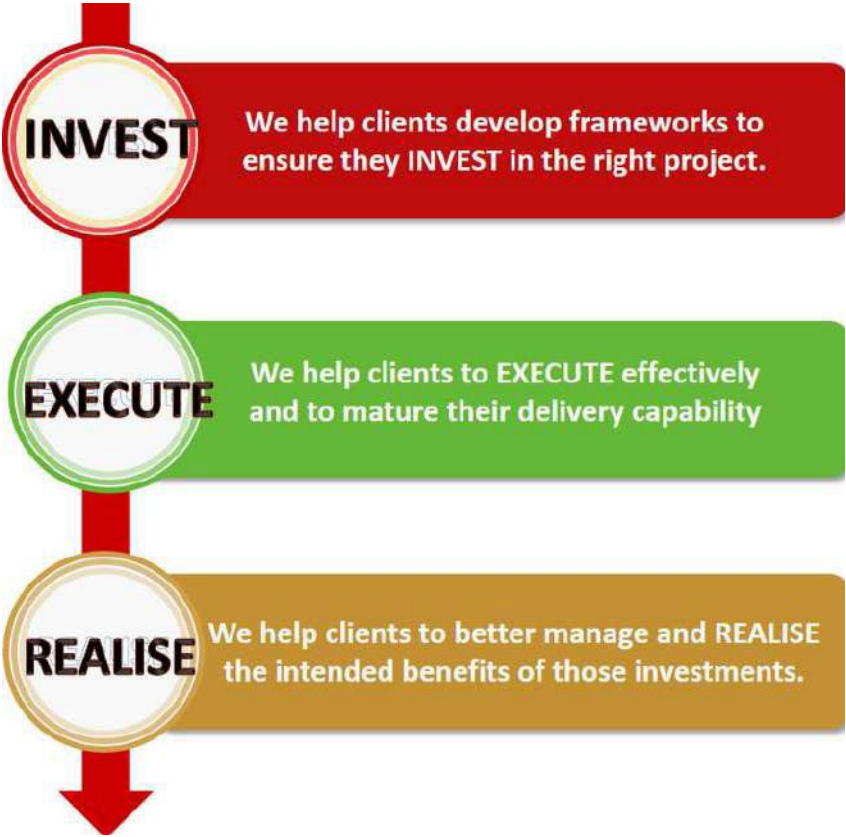 INVEST
We help clients develop frameworks to
ensure they INVEST in the right project.
EXECUTE
We help clients to EXECUTE effectively
and to mature their delivery capability
REALISE
We help clients to better manage and REALISE
the intended benefits of those investments.